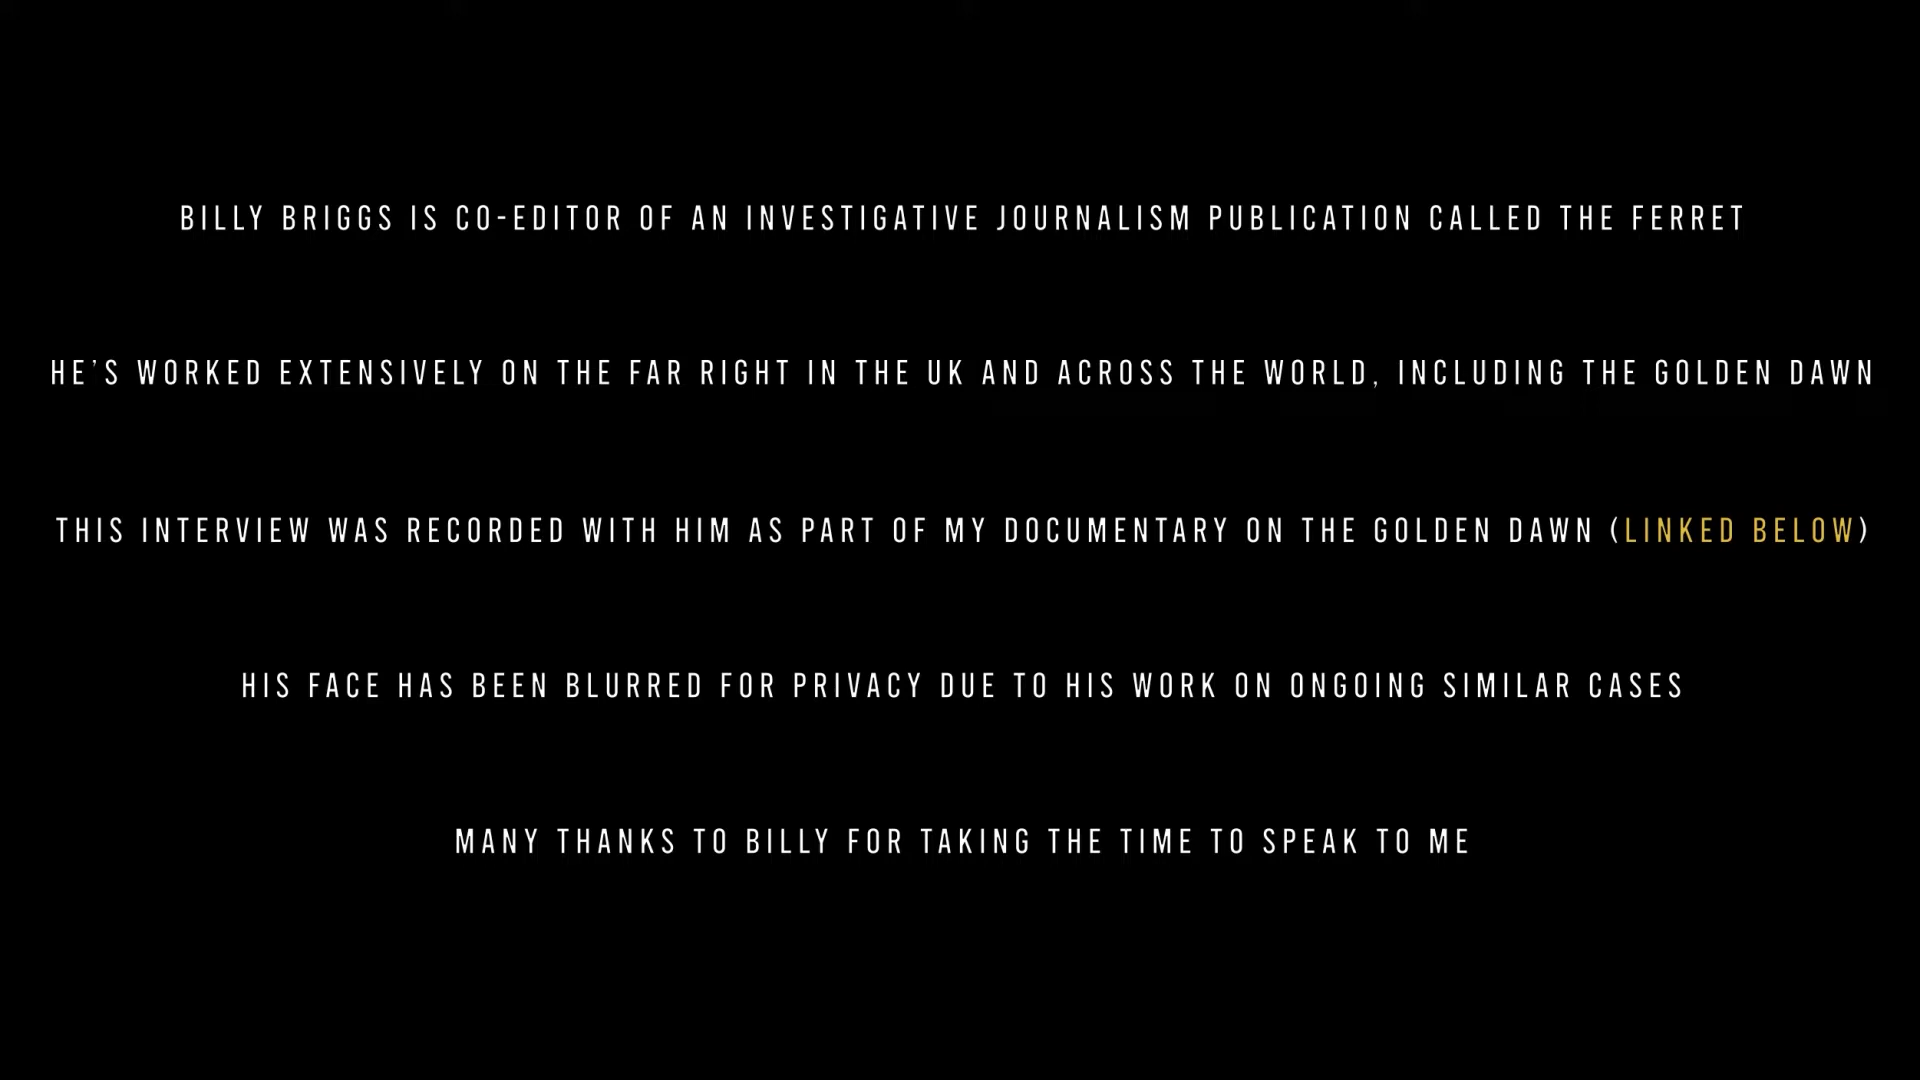 BILLY BRIGGS IS CO-EDITOR OF AN INVESTIGATIVE JOURNALISM PUBLICATION CALLED THE FERRET
HE'S WORKED EXTENSIVELY ON THE FAR RIGHT IN THE UK AND ACROSS THE WORLD, INCLUDING THE GOLDEN DAWN
THIS INTERVIEW WAS RECORDED WITH HIM AS PART OF MY DOCUMENTARY ON THE GOLDEN DAWN (LINKED BELOW)
HIS FACE HAS BEEN BLURRED FOR PRIVACY DUE TO HIS WORK ON ONGOING SIMILAR CASES
MANY THANKS TO BILLY FOR TAKING THE TIME TO SPEAK TO ME